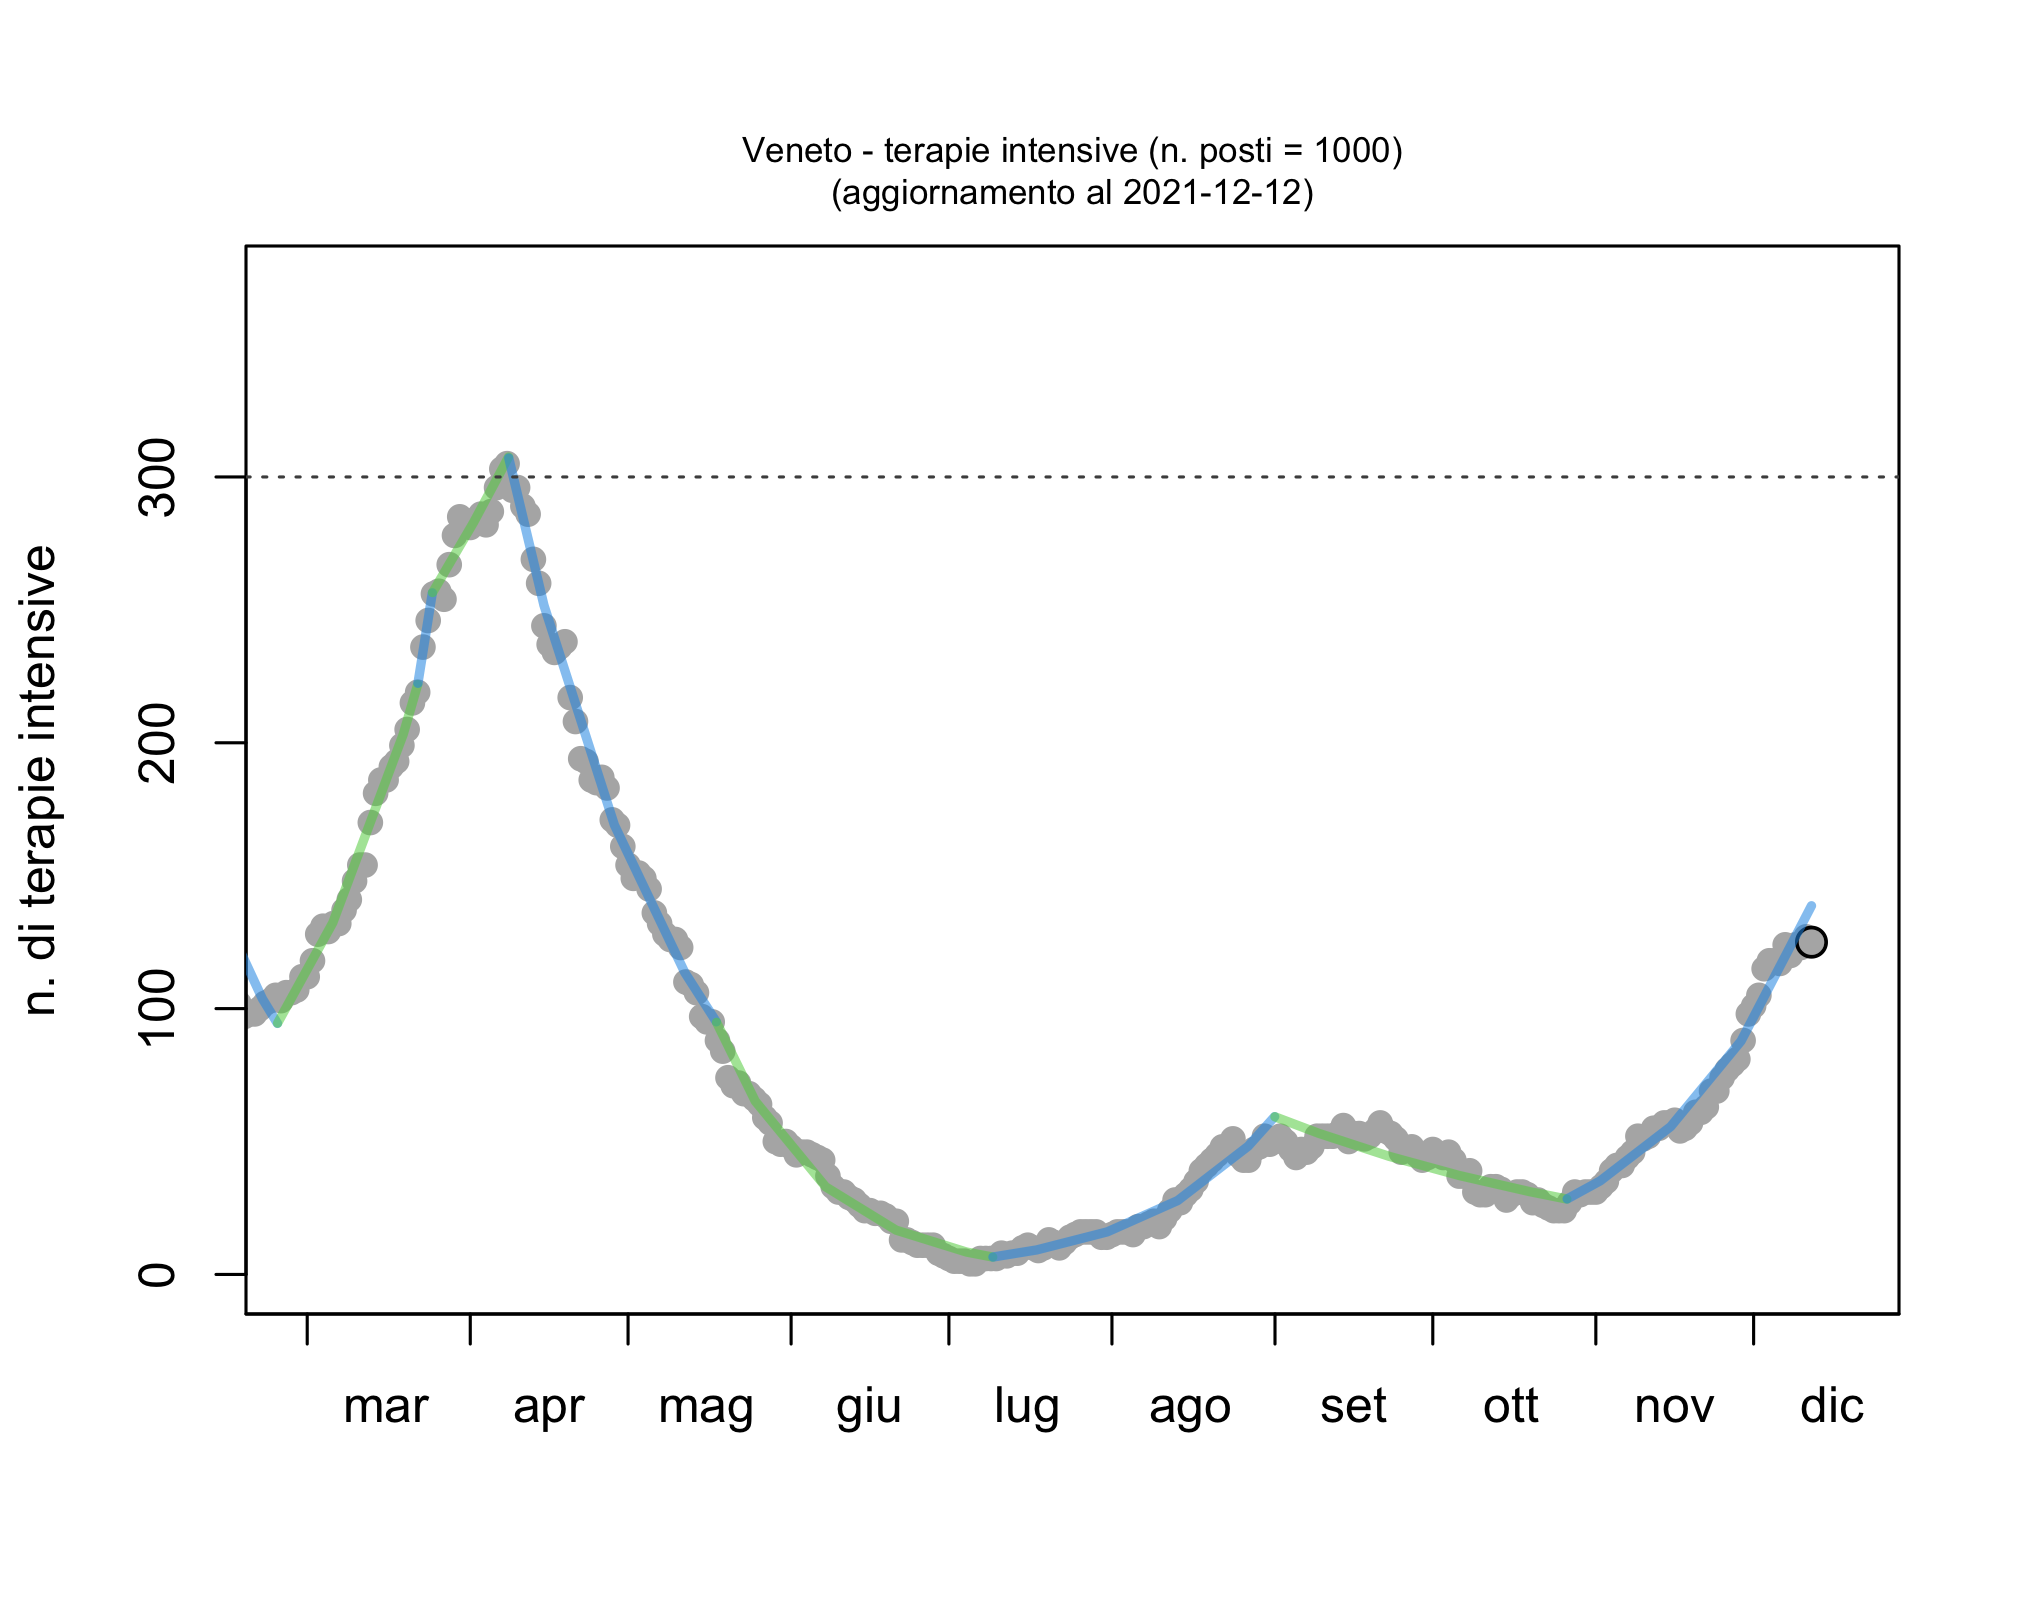 Veneto - terapie intensive (n. posti = 1000)
(aggiornamento al 2021-12-12)
n. di terapie intensive
300
200
100
0
mar apr mag giu lug ago set ott nov dic